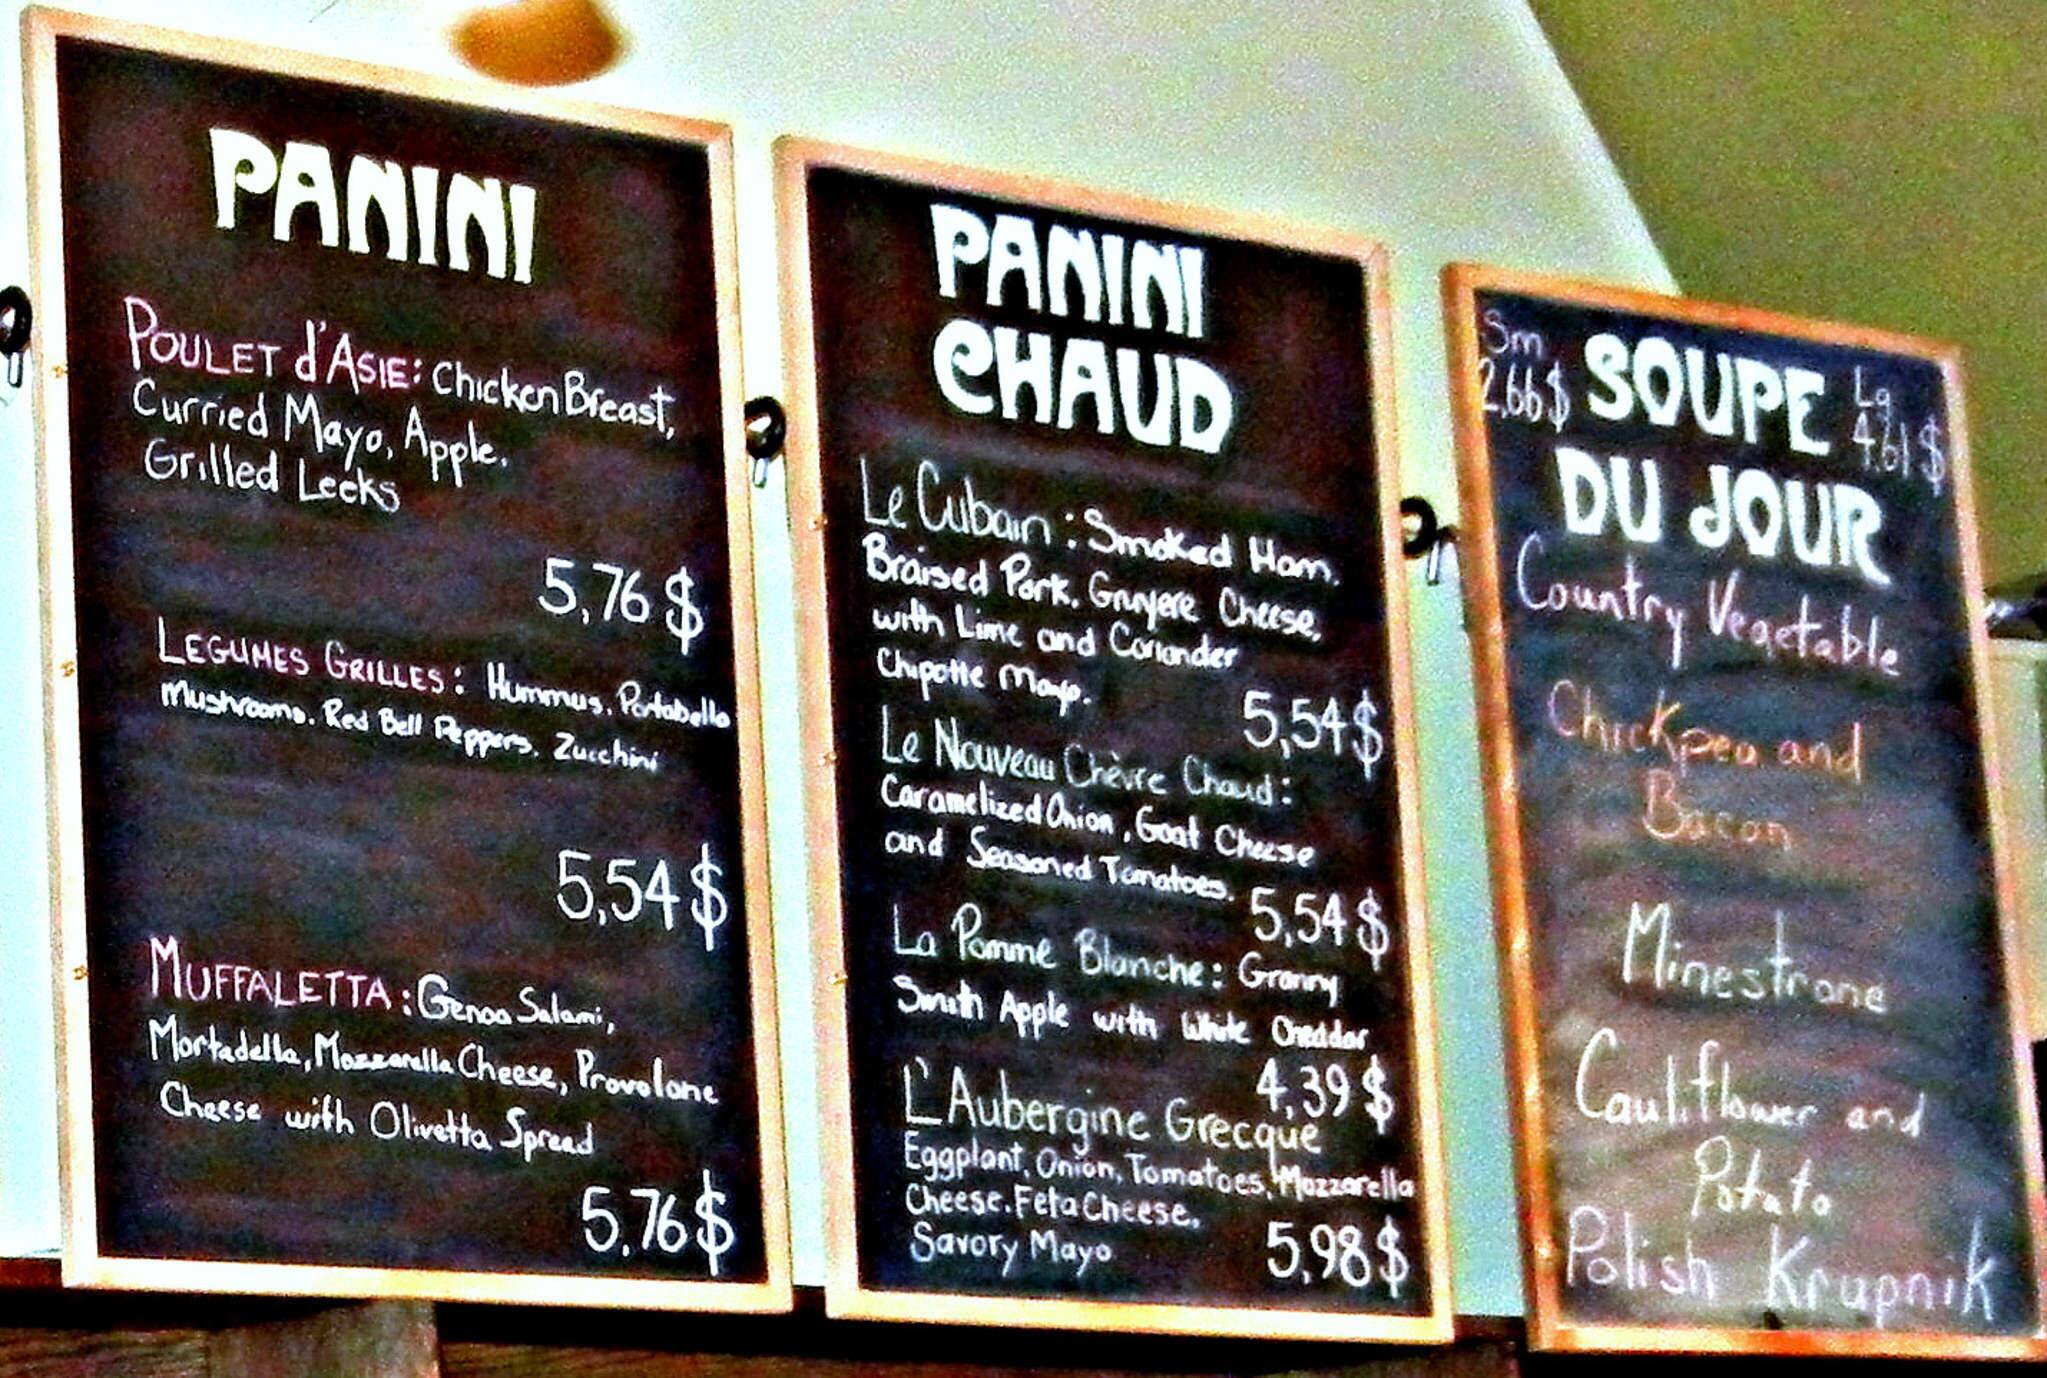 PANINI
POULET d'ASIE: Chicken Breast,
Curried Mayo, Apple,
Grilled Leeks
5,76 $
LEGUMES GRILLES: Hummus, Portabello
Mushrooms, Red Bell Peppers, Zucchini
5,54 $
MUFFALETTA: Genoa Salami,
Mortadella, Mozzarella Cheese, Provolone
Cheese with Olivetta Spread
5,76 $
PANINI
CHAUD
Le Cubain: Smoked Ham,
Braised Pork, Gruyere Cheese,
with Lime and Coriander
Chipotle Mayo.
5,54 $
Le Nouveau Chèvre Chaud:
Caramelized Onion, Goat Cheese
and Seasoned Tomatoes.
5,54 $
La Pomme Blanche: Granny
Smith Apple with White Cheddar
4,39 $
L'Aubergine Grecque
Eggplant, Onion, Tomatoes, Mozzarella
Cheese, Feta Cheese,
Savory Mayo
5,98 $
Sm
2,66 $
SOUPE
Lg
4.61 $
DU JOUR
Country Vegetable
Chickpea and
Bacon
Minestrone
Cauliflower and
Potato
Polish Krupnik